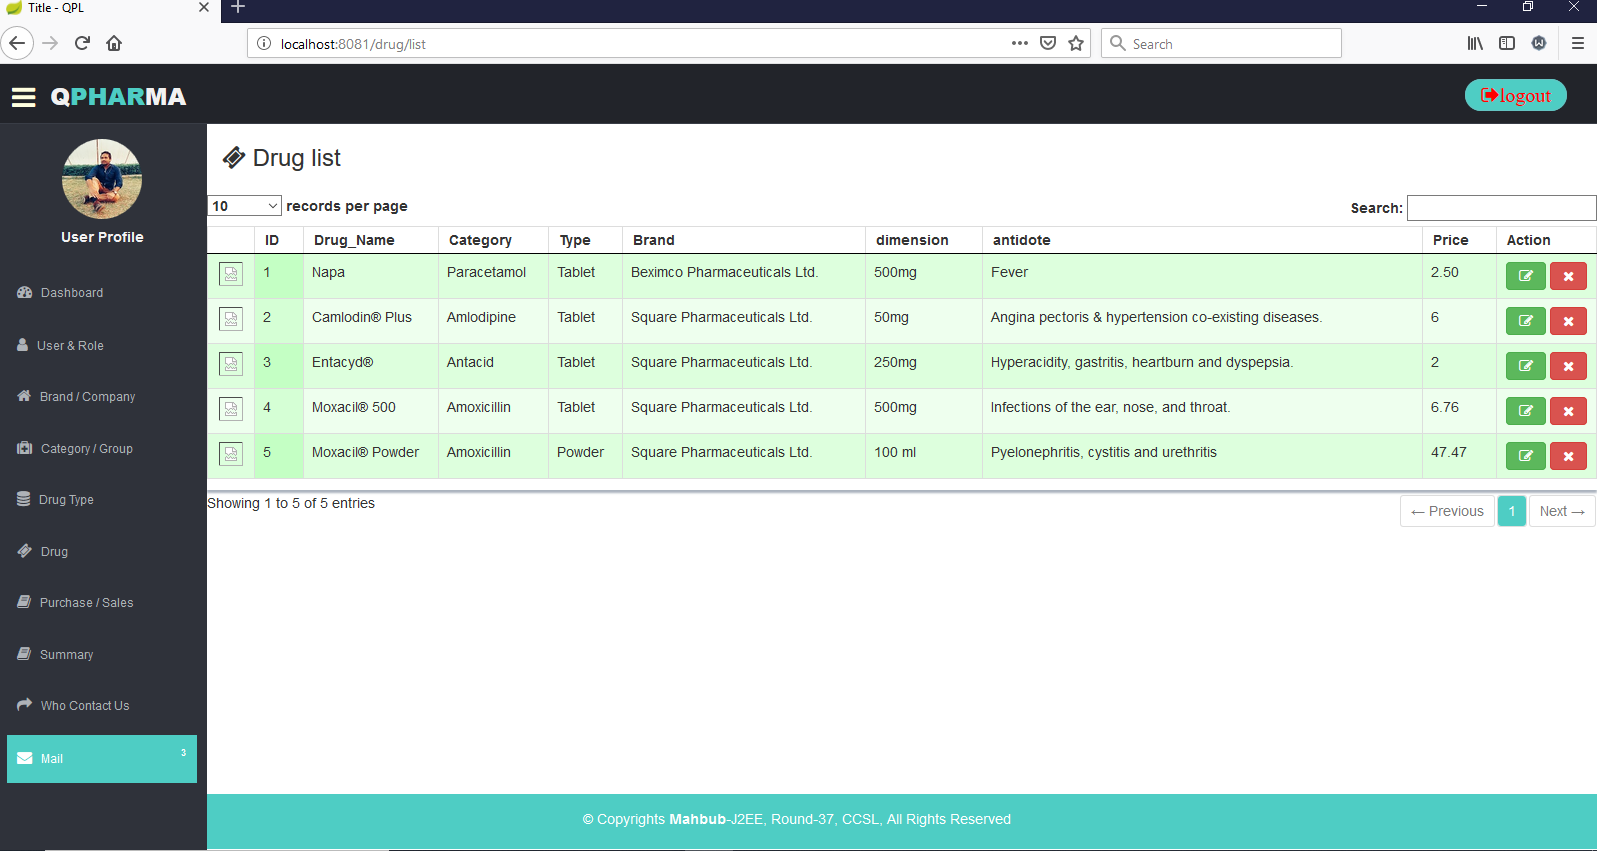 Title - QPL
localhost:8081/drug/list
Search
QPHARMA
logout
User Profile
Dashboard
User & Role
Brand / Company
Category / Group
Drug Type
Drug
Purchase / Sales
Summary
Who Contact Us
Mail 3
Drug list
10 records per page Search:
ID Drug_Name Category Type Brand dimension antidote Price Action
1 Napa Paracetamol Tablet Beximco Pharmaceuticals Ltd. 500mg Fever 2.50
2 Camlodin® Plus Amlodipine Tablet Square Pharmaceuticals Ltd. 50mg Angina pectoris & hypertension co-existing diseases. 6
3 Entacyd® Antacid Tablet Square Pharmaceuticals Ltd. 250mg Hyperacidity, gastritis, heartburn and dyspepsia. 2
4 Moxacil® 500 Amoxicillin Tablet Square Pharmaceuticals Ltd. 500mg Infections of the ear, nose, and throat. 6.76
5 Moxacil® Powder Amoxicillin Powder Square Pharmaceuticals Ltd. 100 ml Pyelonephritis, cystitis and urethritis 47.47
Showing 1 to 5 of 5 entries ← Previous 1 Next →
© Copyrights Mahbub-J2EE, Round-37, CCSL, All Rights Reserved